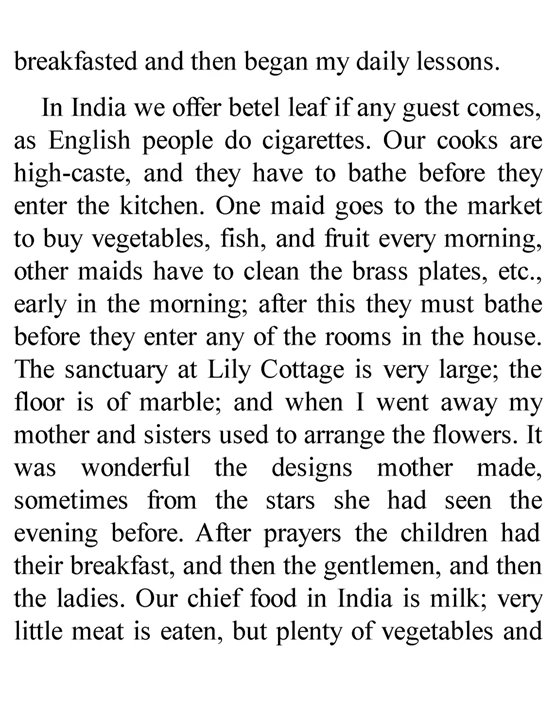 breakfasted and then began my daily lessons.
In India we offer betel leaf if any guest comes,
as English people do cigarettes. Our cooks are
high-caste, and they have to bathe before they
enter the kitchen. One maid goes to the market
to buy vegetables, fish, and fruit every morning,
other maids have to clean the brass plates, etc.,
early in the morning; after this they must bathe
before they enter any of the rooms in the house.
The sanctuary at Lily Cottage is very large; the
floor is of marble; and when I went away my
mother and sisters used to arrange the flowers. It
was wonderful the designs mother made,
sometimes from the stars she had seen the
evening before. After prayers the children had
their breakfast, and then the gentlemen, and then
the ladies. Our chief food in India is milk; very
little meat is eaten, but plenty of vegetables and